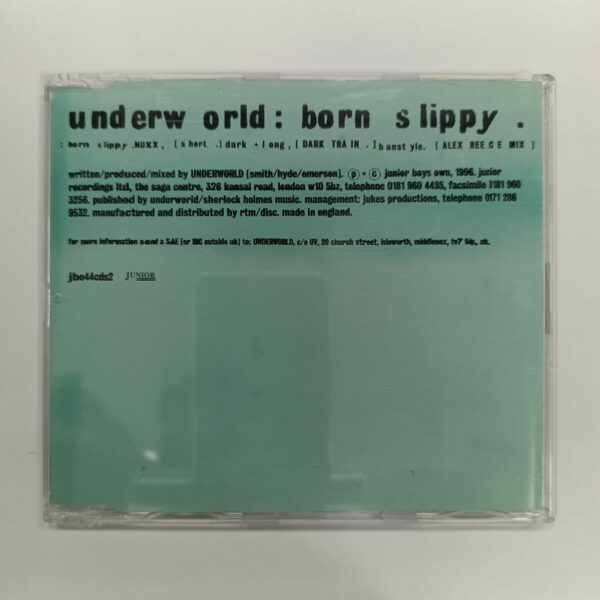 underw orld: born slippy .
: born slippy .NUXX, [short .] dark + long, [DARK TRAIN .] banstyle. [ALEX REE.C E MIX ]
written/produced/mixed by UNDERWORLD [smith/hyde/emerson]. ℗ + © junior boys own, 1996. junior
recordings ltd, the saga centre, 326 kensal road, london w10 5bz, telephone 0181 960 4495, facsimile 0181 960
3256. published by underworld/sherlock holmes music. management: jukes productions, telephone 0171 286
9532. manufactured and distributed by rtm/disc. made in england.
for more information send a SAE [or IRC outside uk] to: UNDERWORLD, c/o UV, 20 church street, isleworth, middlesex, tw7 uk.
jbo44cds2 JUNIOR